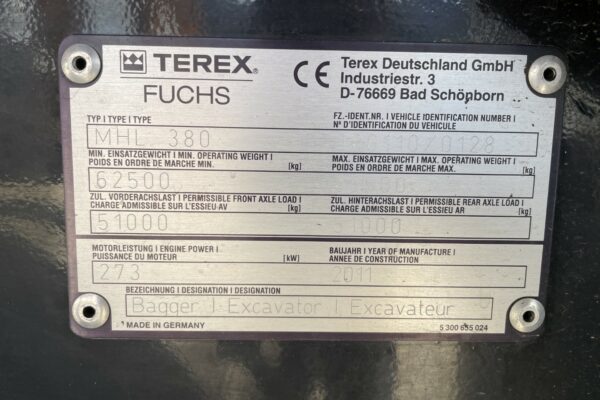 TEREX®
FUCHS
CE
Terex Deutschland GmbH
Industriestr. 3
D-76669 Bad Schönborn
TYP I TYPE I TYPE
MHL 380
FZ.-IDENT.NR. I VEHICLE IDENTIFICATION NUMBER I
N° D'IDENTIFICATION DU VEHICULE
MIN. EINSATZGEWICHT I MIN. OPERATING WEIGHT I
POIDS EN ORDRE DE MARCHE MIN. [kg]
62500
MAX. EINSATZGEWICHT I MAX. OPERATING WEIGHT I
POIDS EN ORDRE DE MARCHE MAX. [kg]
ZUL. VORDERACHSLAST I PERMISSIBLE FRONT AXLE LOAD I
CHARGE ADMISSIBLE SUR L'ESSIEU AV [kg]
51000
ZUL. HINTERACHSLAST I PERMISSIBLE REAR AXLE LOAD I
CHARGE ADMISSIBLE SUR L'ESSIEU AR [kg]
MOTORLEISTUNG I ENGINE POWER I
PUISSANCE DU MOTEUR [kW]
273
BAUJAHR I YEAR OF MANUFACTURE I
ANNEE DE CONSTRUCTION
2011
BEZEICHNUNG I DESIGNATION I DESIGNATION
Bagger I Excavator I Excavateur
MADE IN GERMANY
5 300 655 024